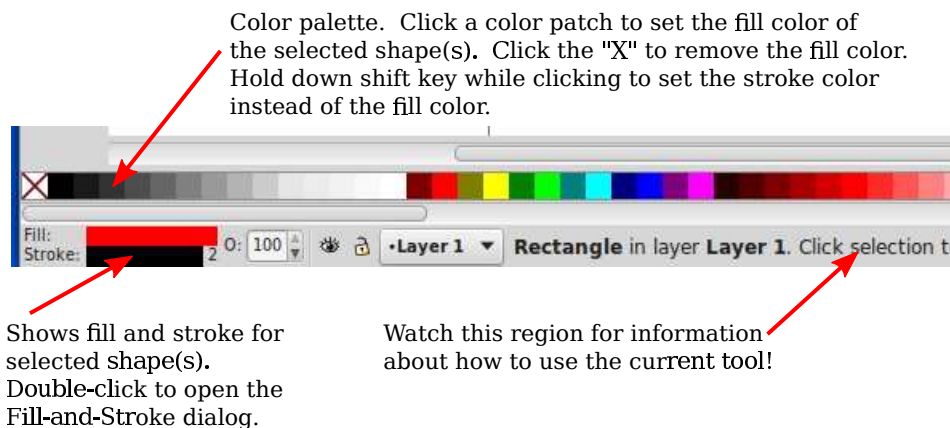 Color palette. Click a color patch to set the fill color of
the selected shape(s). Click the "X" to remove the fill color.
Hold down shift key while clicking to set the stroke color
instead of the fill color.
Fill:
Stroke: 2 O: 100 •Layer 1 Rectangle in layer Layer 1. Click selection t
Shows fill and stroke for
selected shape(s).
Double-click to open the
Fill-and-Stroke dialog.
Watch this region for information
about how to use the current tool!